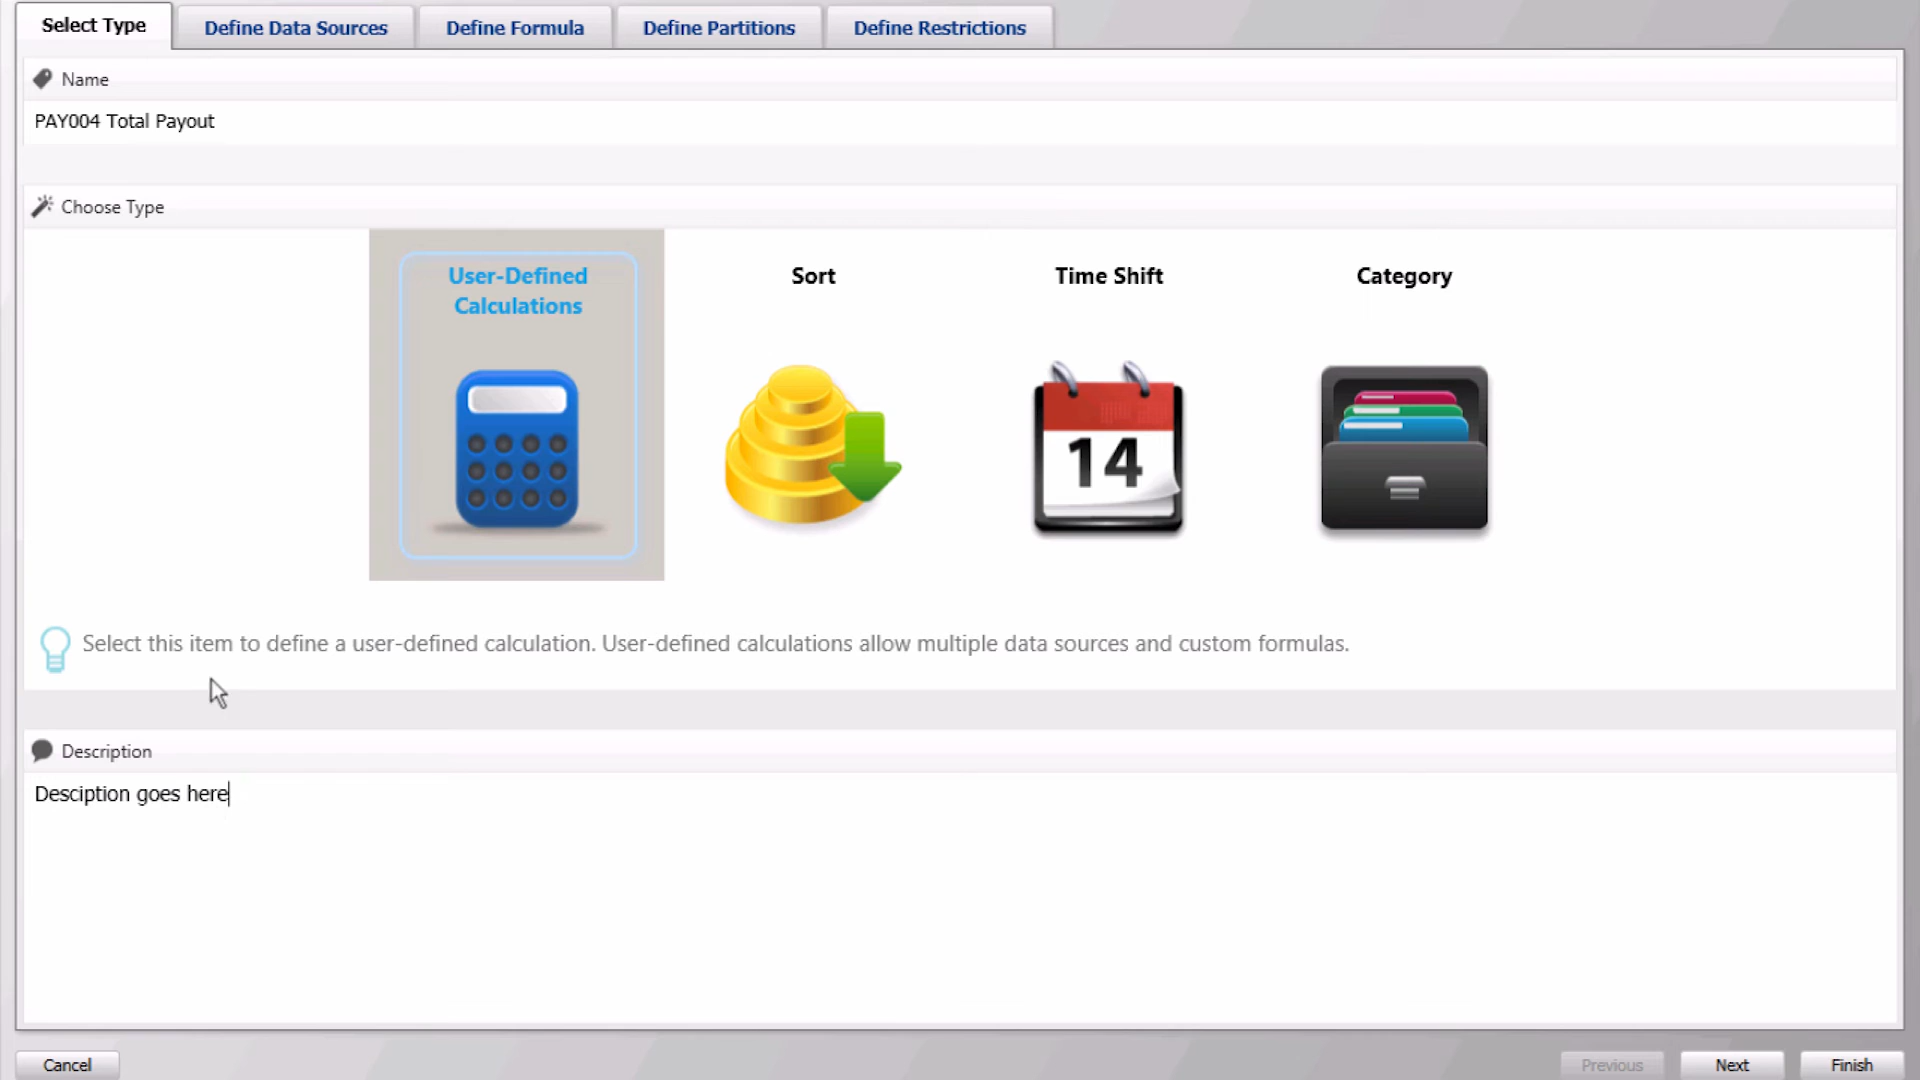 Select Type
Define Data Sources
Define Formula
Define Partitions
Define Restrictions
Name
PAY004 Total Payout
Choose Type
User-Defined
Calculations
Sort
Time Shift
Category
14
Select this item to define a user-defined calculation. User-defined calculations allow multiple data sources and custom formulas.
Description
Desciption goes here
Cancel
Previous
Next
Finish